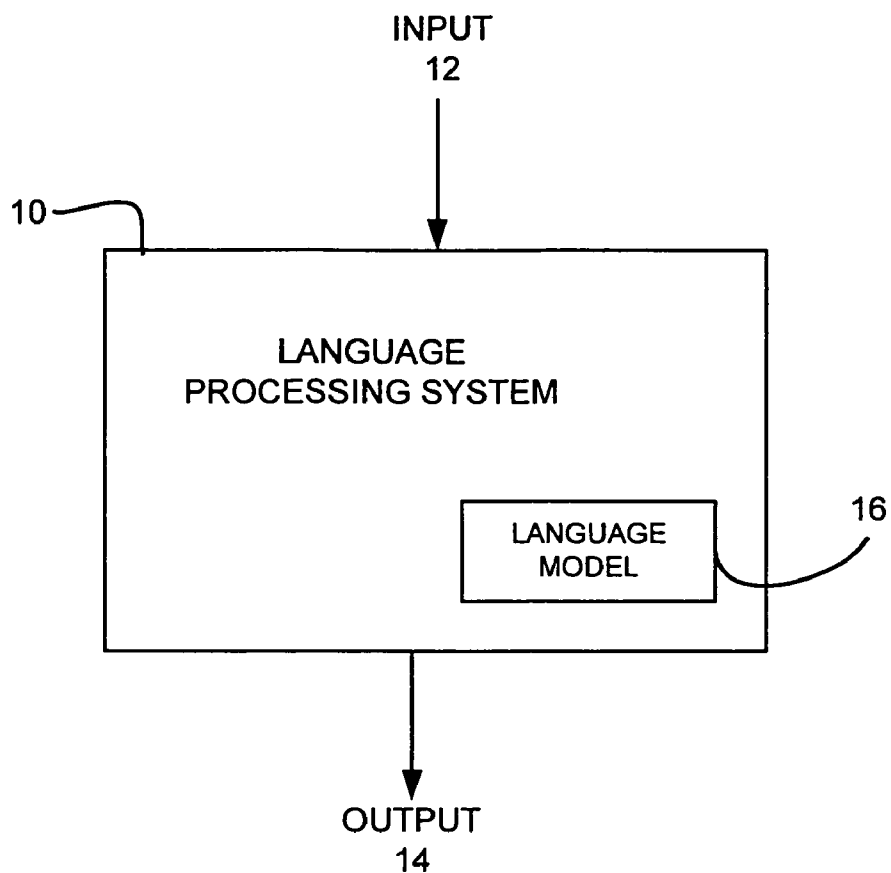 INPUT
12
10
LANGUAGE
PROCESSING SYSTEM
LANGUAGE
MODEL
16
OUTPUT
14